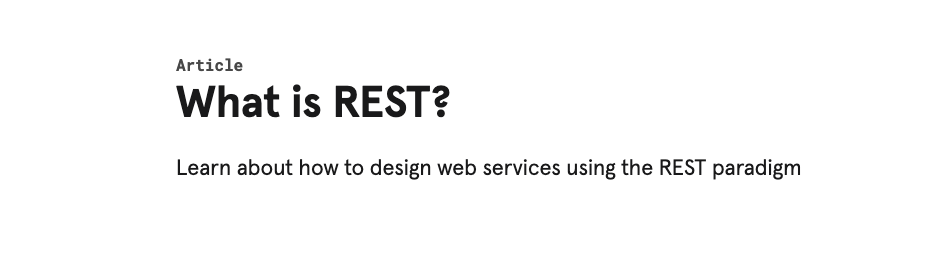 Article
What is REST?
Learn about how to design web services using the REST paradigm